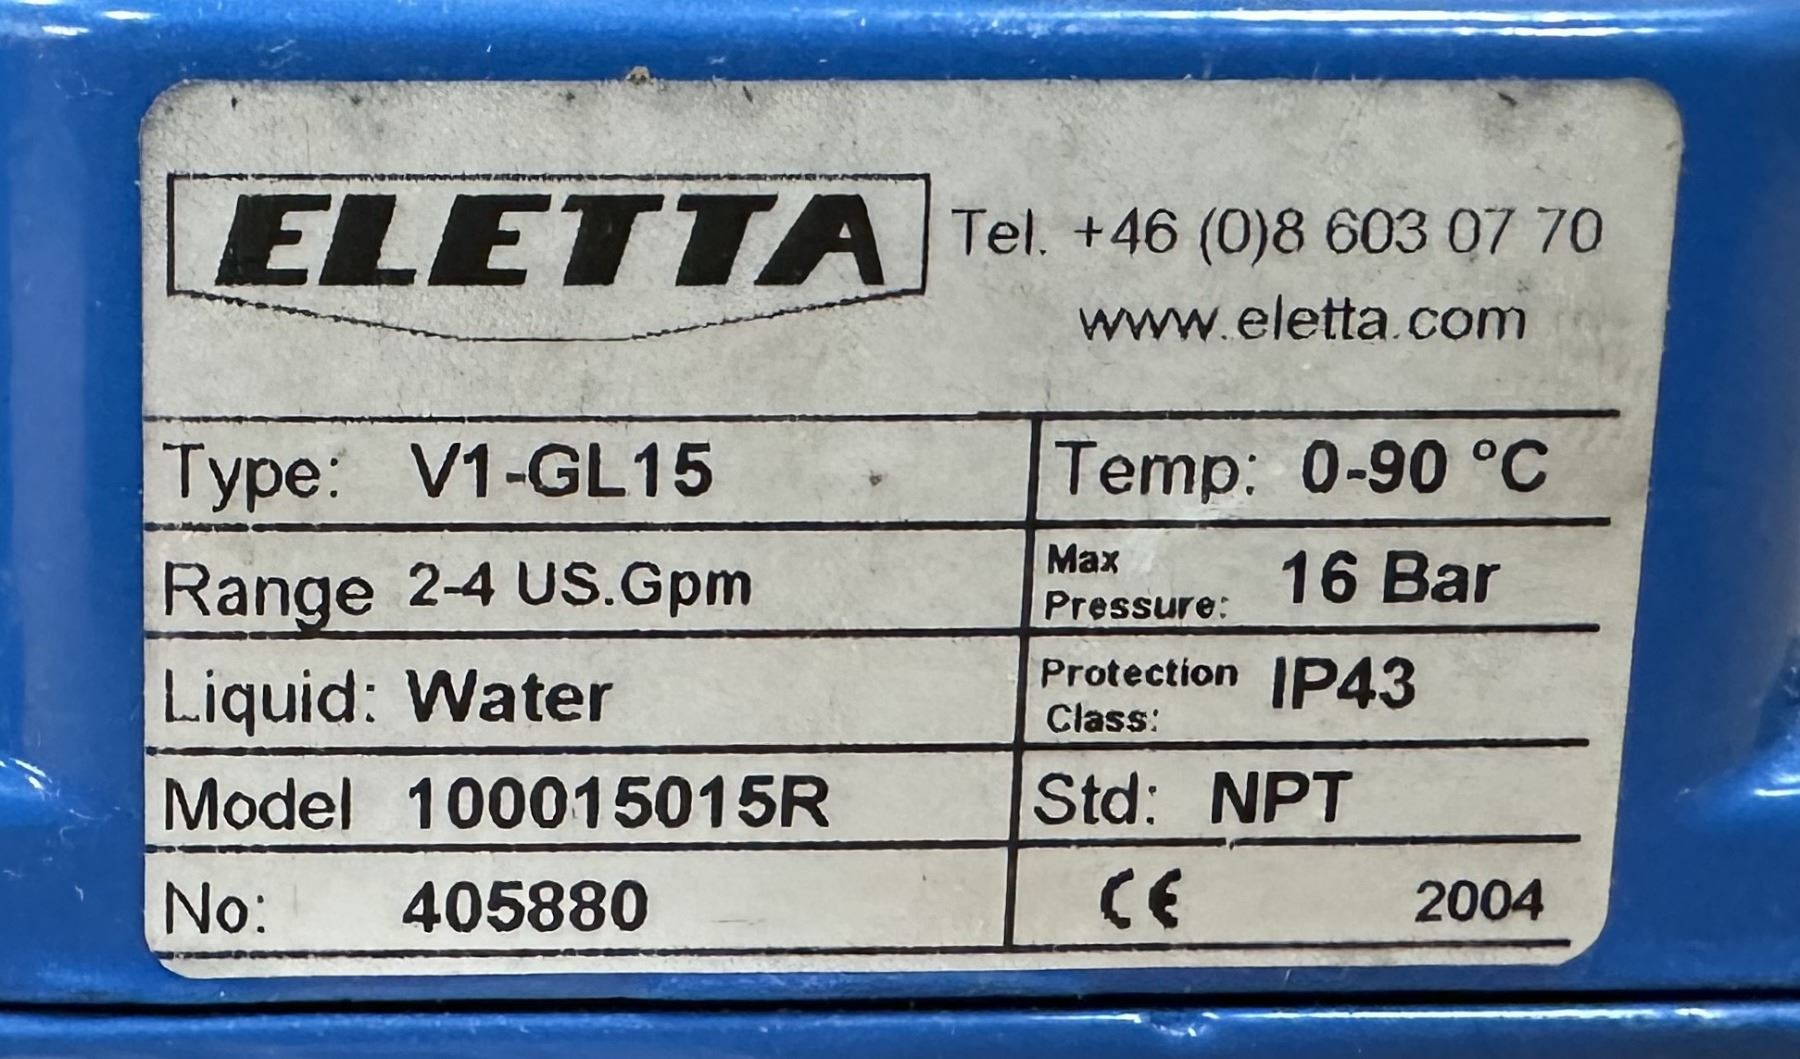 ELETTA Tel. +46 (0)8 603 07 70
www.eletta.com
Type: V1-GL15 Temp: 0-90 °C
Range 2-4 US.Gpm Max Pressure: 16 Bar
Liquid: Water Protection Class: IP43
Model 100015015R Std: NPT
No: 405880 CE 2004